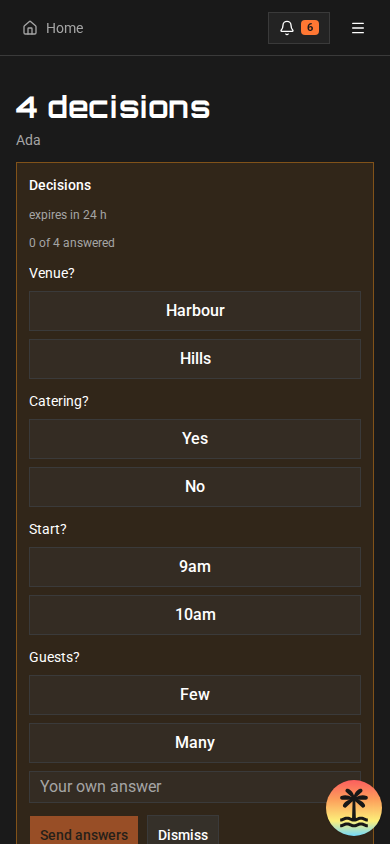 Home
6
4 decisions
Ada
Decisions
expires in 24 h
0 of 4 answered
Venue?
Harbour
Hills
Catering?
Yes
No
Start?
9am
10am
Guests?
Few
Many
Your own answer
Send answers
Dismiss